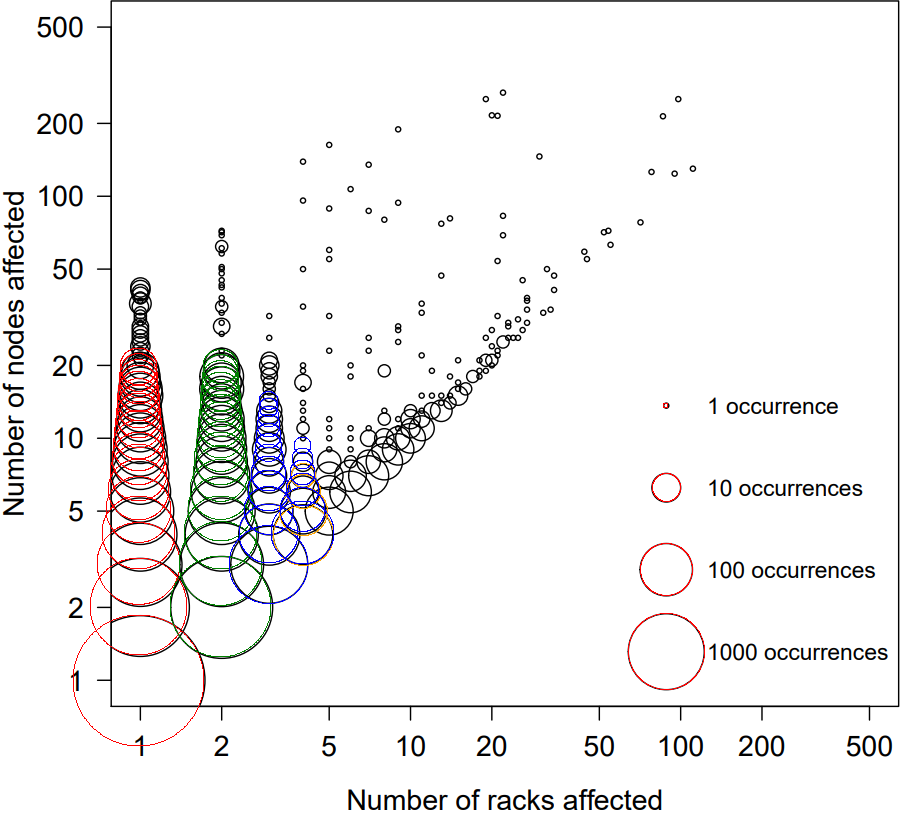 Number of nodes affected
500
200
100
50
20
10
5
2
1
1 occurrence
10 occurrences
100 occurrences
1000 occurrences
1 2 5 10 20 50 100 200 500
Number of racks affected